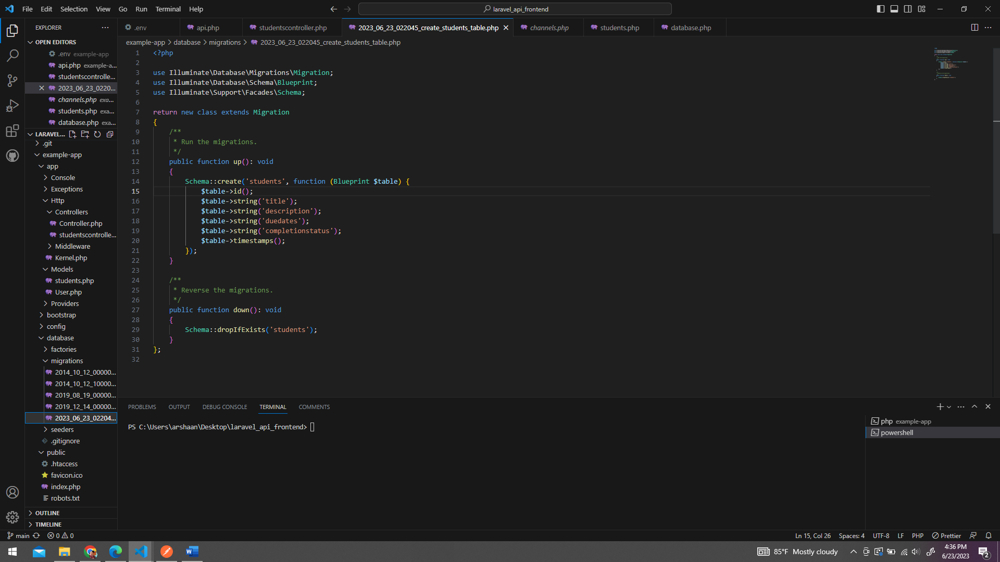 File Edit Selection View Go Run Terminal Help
laravel_api_frontend
EXPLORER
.env
api.php
studentscontroller.php
2023_06_23_022045_create_students_table.php
channels.php
students.php
database.php
OPEN EDITORS
.env example-app
api.php example-a...
studentscontrolle...
2023_06_23_0220...
channels.php exa...
students.php exa...
database.php exa...
LARAVEL...
.git
example-app
app
Console
Exceptions
Http
Controllers
Controller.php
studentscontrolle...
Middleware
Kernel.php
Models
students.php
User.php
Providers
bootstrap
config
database
factories
migrations
2014_10_12_00000...
2014_10_12_10000...
2019_08_19_00000...
2019_12_14_00000...
2023_06_23_02204...
seeders
.gitignore
public
.htaccess
favicon.ico
index.php
robots.txt
OUTLINE
TIMELINE
example-app > database > migrations > 2023_06_23_022045_create_students_table.php
1 <?php
2
3 use Illuminate\Database\Migrations\Migration;
4 use Illuminate\Database\Schema\Blueprint;
5 use Illuminate\Support\Facades\Schema;
6
7 return new class extends Migration
8 {
9 /**
10 * Run the migrations.
11 */
12 public function up(): void
13 {
14 Schema::create('students', function (Blueprint $table) {
15 $table->id();
16 $table->string('title');
17 $table->string('description');
18 $table->string('duedates');
19 $table->string('completionstatus');
20 $table->timestamps();
21 });
22 }
23
24 /**
25 * Reverse the migrations.
26 */
27 public function down(): void
28 {
29 Schema::dropIfExists('students');
30 }
31 };
32
PROBLEMS OUTPUT DEBUG CONSOLE TERMINAL COMMENTS
PS C:\Users\arshaan\Desktop\laravel_api_frontend>
php example-app
powershell
main 0 0
Ln 15, Col 26 Spaces: 4 UTF-8 LF PHP Prettier
85°F Mostly cloudy
4:36 PM
6/23/2023
2